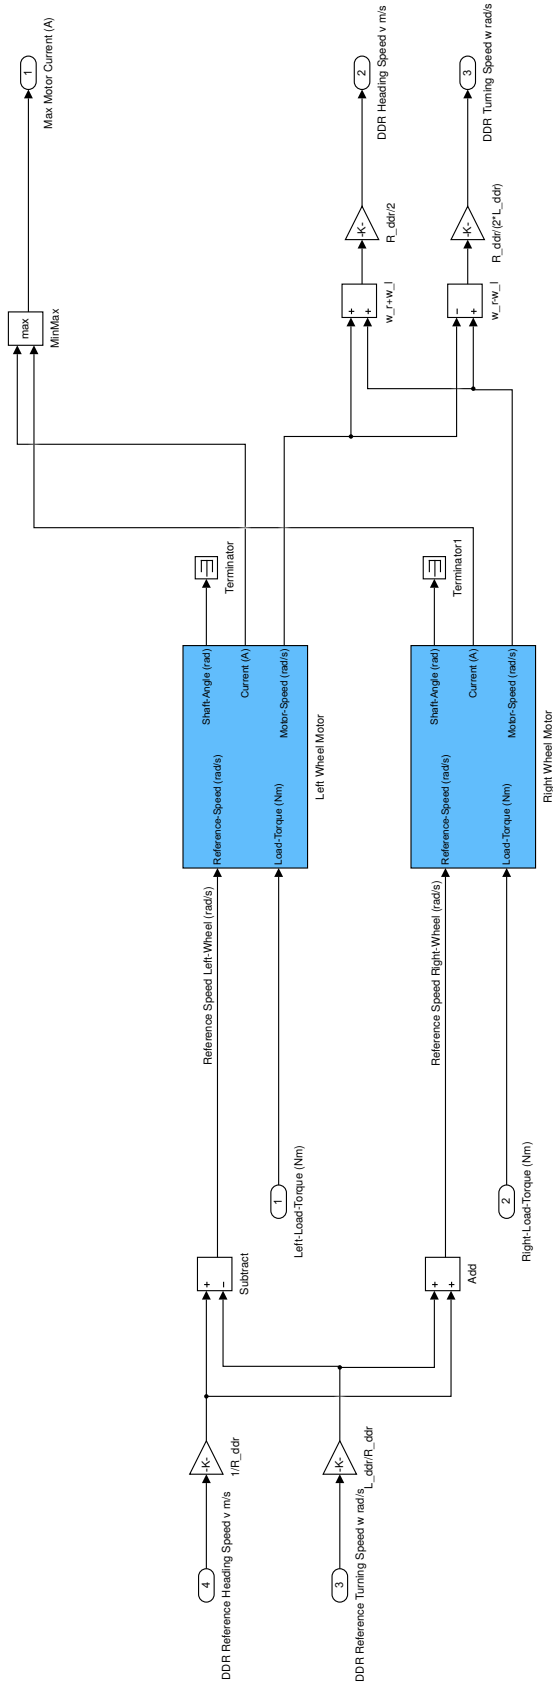 4
DDR Reference Heading Speed v m/s
3
DDR Reference Turning Speed w rad/s
-K-
1/R_ddr
-K-
L_ddr/R_ddr
+
−
Subtract
+
+
Add
1
Left-Load-Torque (Nm)
2
Right-Load-Torque (Nm)
Reference Speed Left-Wheel (rad/s)
Reference Speed Right-Wheel (rad/s)
Reference-Speed (rad/s)
Load-Torque (Nm)
Shaft-Angle (rad)
Current (A)
Motor-Speed (rad/s)
Left Wheel Motor
Reference-Speed (rad/s)
Load-Torque (Nm)
Shaft-Angle (rad)
Current (A)
Motor-Speed (rad/s)
Right Wheel Motor
Terminator
Terminator1
max
MinMax
+
+
w_r+w_l
−
+
w_r-w_l
-K-
R_ddr/2
-K-
R_ddr/(2*L_ddr)
1
Max Motor Current (A)
2
DDR Heading Speed v m/s
3
DDR Turning Speed w rad/s